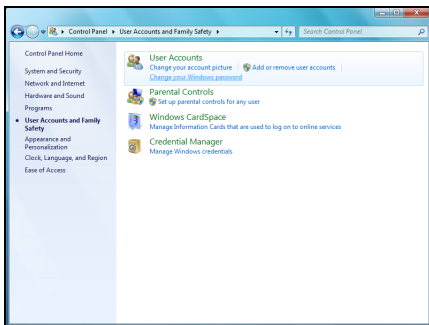 Control Panel ▸ User Accounts and Family Safety ▸
Search Control Panel
Control Panel Home
System and Security
Network and Internet
Hardware and Sound
Programs
User Accounts and Family
Safety
Appearance and
Personalization
Clock, Language, and Region
Ease of Access
User Accounts
Change your account picture
Add or remove user accounts
Change your Windows password
Parental Controls
Set up parental controls for any user
Windows CardSpace
Manage Information Cards that are used to log on to online services
Credential Manager
Manage Windows credentials